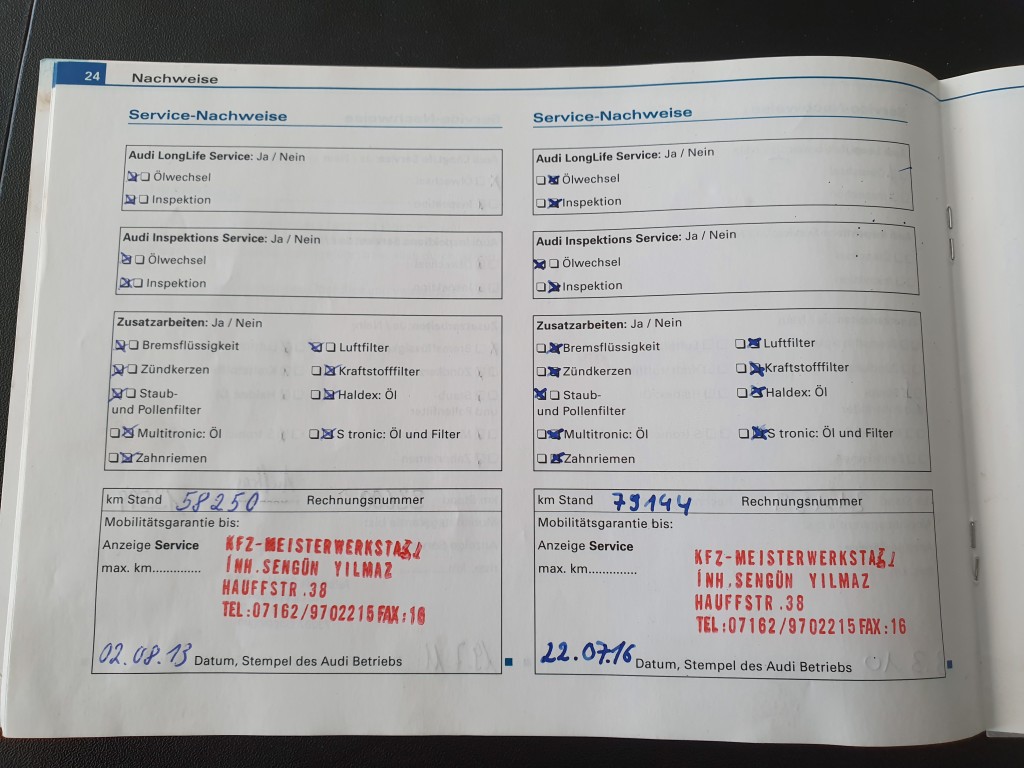 24 Nachweise
Service-Nachweise
Audi LongLife Service: Ja / Nein
Ölwechsel
Inspektion
Audi Inspektions Service: Ja / Nein
Ölwechsel
Inspektion
Zusatzarbeiten: Ja / Nein
Bremsflüssigkeit Luftfilter
Zündkerzen Kraftstofffilter
Staub- Haldex: Öl
und Pollenfilter
Multitronic: Öl S tronic: Öl und Filter
Zahnriemen
km Stand 58250 Rechnungsnummer
Mobilitätsgarantie bis:
Anzeige Service
max. km.............
KFZ-MEISTERWERKSTATT
INH.SENGÜN YILMAZ
HAUFFSTR.38
TEL:07162/9702215 FAX:16
02.08.13 Datum, Stempel des Audi Betriebs
Service-Nachweise
Audi LongLife Service: Ja / Nein
Ölwechsel
Inspektion
Audi Inspektions Service: Ja / Nein
Ölwechsel
Inspektion
Zusatzarbeiten: Ja / Nein
Bremsflüssigkeit Luftfilter
Zündkerzen Kraftstofffilter
Staub- Haldex: Öl
und Pollenfilter
Multitronic: Öl S tronic: Öl und Filter
Zahnriemen
km Stand 79144 Rechnungsnummer
Mobilitätsgarantie bis:
Anzeige Service
max. km.............
KFZ-MEISTERWERKSTATT
INH.SENGÜN YILMAZ
HAUFFSTR.38
TEL:07162/9702215 FAX:16
22.07.16 Datum, Stempel des Audi Betriebs